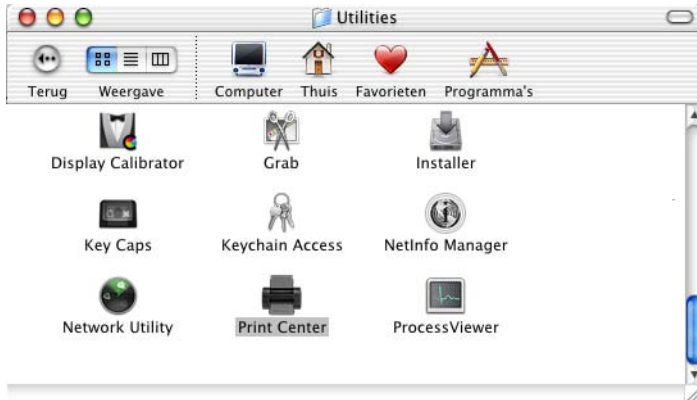 Utilities
Terug Weergave Computer Thuis Favorieten Programma's
Display Calibrator Grab Installer
Key Caps Keychain Access NetInfo Manager
Network Utility Print Center ProcessViewer